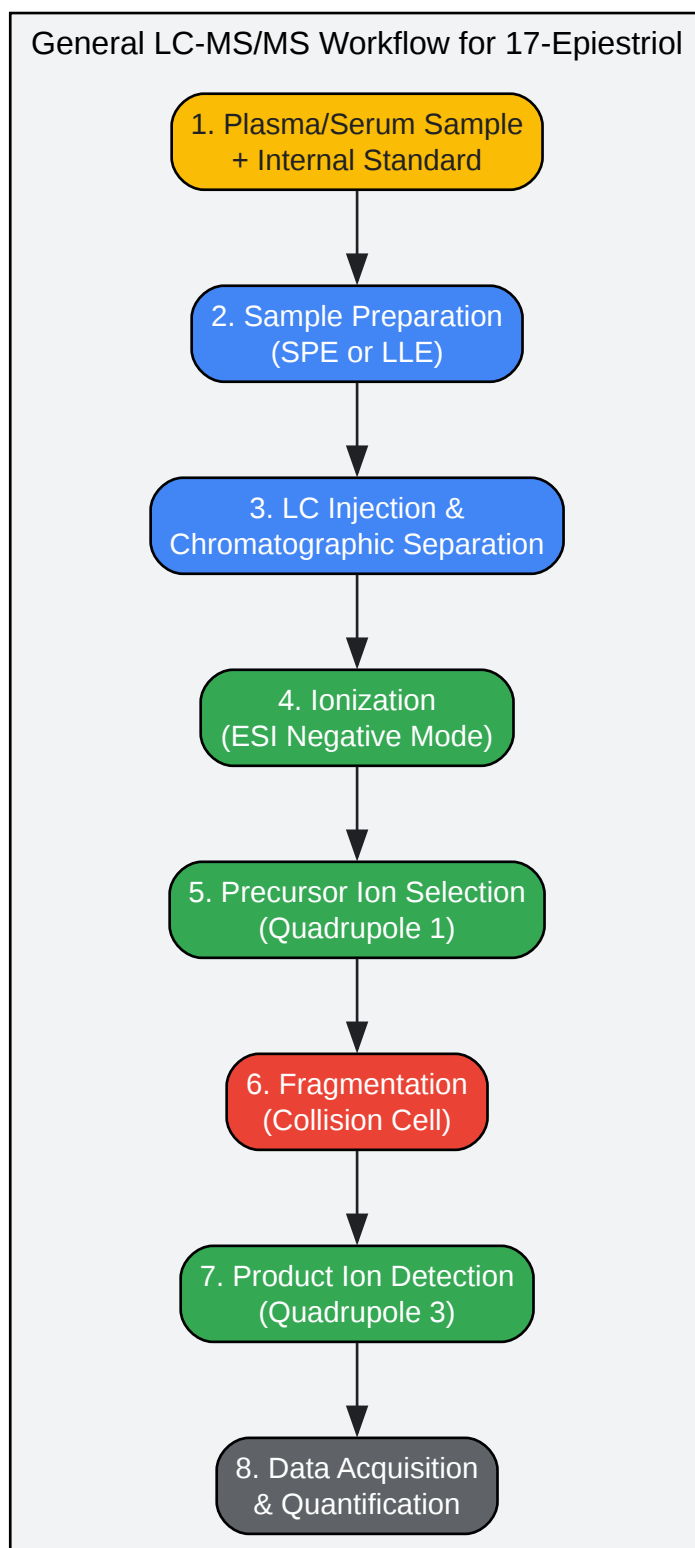 General LC-MS/MS Workflow for 17-Epiestriol
1. Plasma/Serum Sample
+ Internal Standard
2. Sample Preparation
(SPE or LLE)
3. LC Injection &
Chromatographic Separation
4. Ionization
(ESI Negative Mode)
5. Precursor Ion Selection
(Quadrupole 1)
6. Fragmentation
(Collision Cell)
7. Product Ion Detection
(Quadrupole 3)
8. Data Acquisition
& Quantification